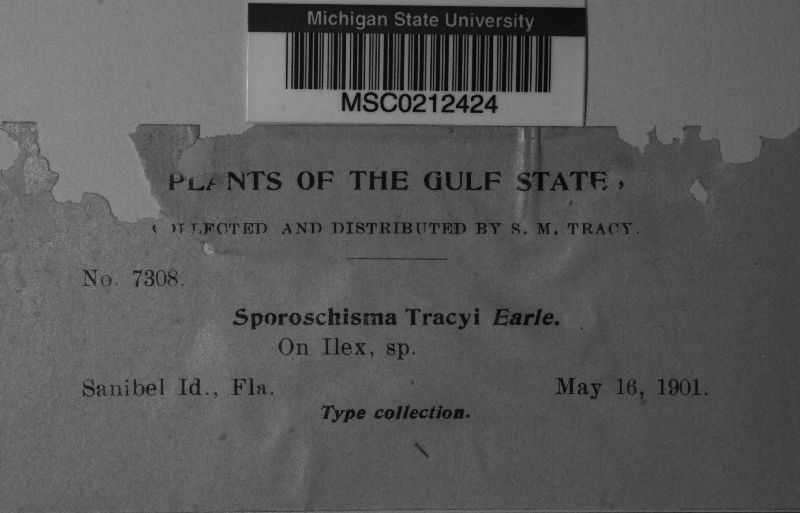 Michigan State University
MSC0212424
PLANTS OF THE GULF STATE,
COLLECTED AND DISTRIBUTED BY S. M. TRACY.
No. 7308.
Sporoschisma Tracyi Earle.
On Ilex, sp.
Sanibel Id., Fla. May 16, 1901.
Type collection.